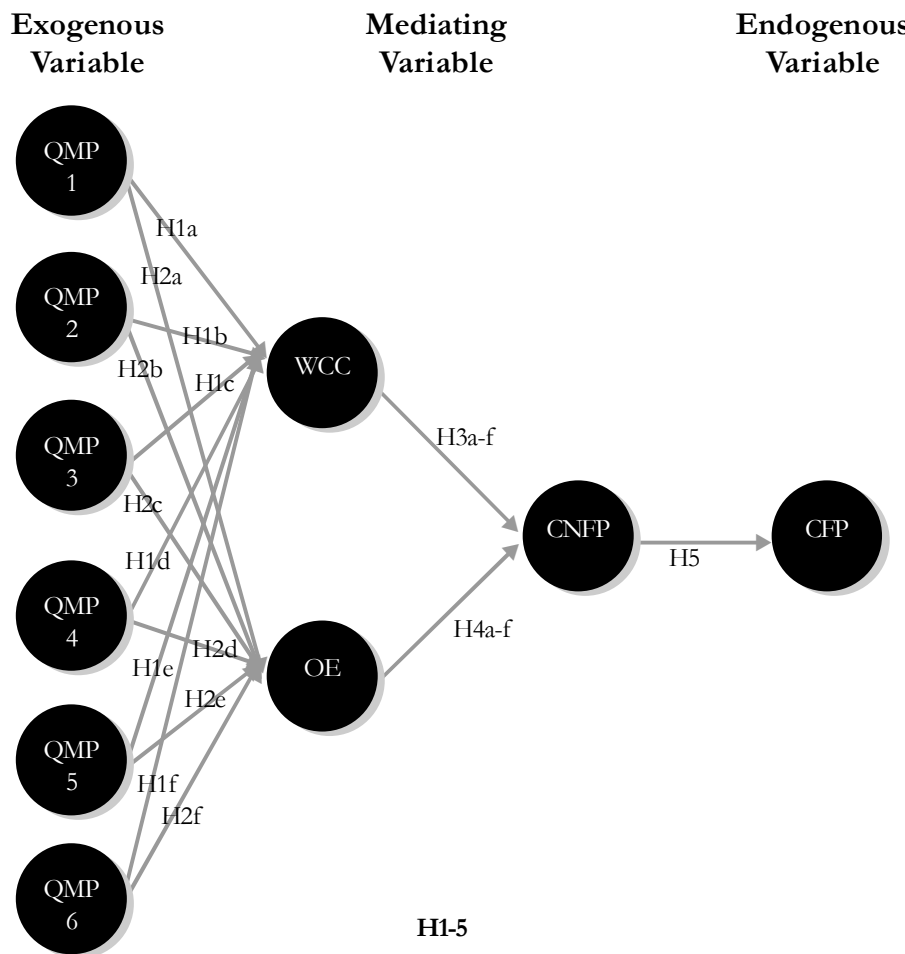 Exogenous
Variable
Mediating
Variable
Endogenous
Variable
QMP
1
H1a
H2a
QMP
2
H1b
H2b
WCC
H1c
QMP
3
H3a-f
H2c
CNFP
CFP
H5
H1d
QMP
4
H4a-f
H2d
H1e
OE
H2e
QMP
5
H1f
H2f
QMP
6
H1-5